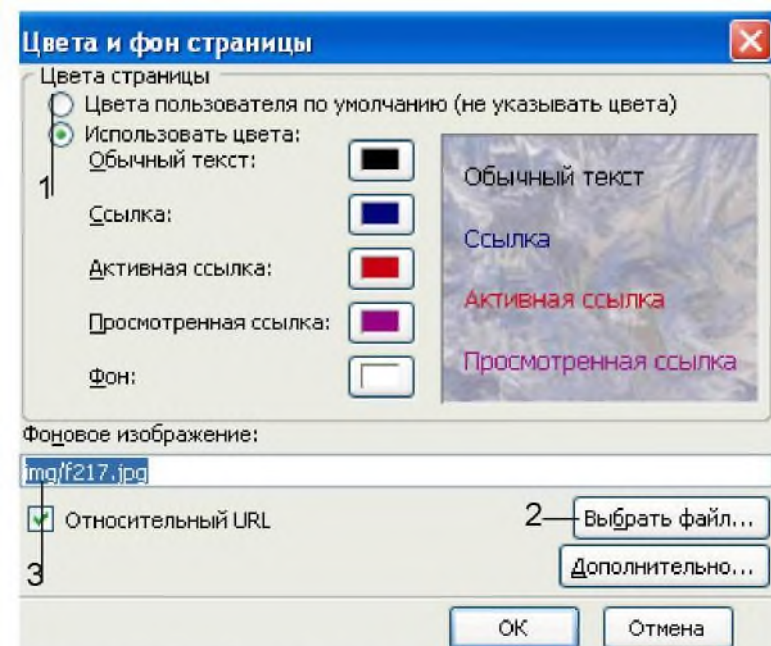 Цвета и фон страницы
Цвета страницы
Цвета пользователя по умолчанию (не указывать цвета)
Использовать цвета:
1
Обычный текст:
Ссылка:
Активная ссылка:
Просмотренная ссылка:
Фон:
Обычный текст
Ссылка
Активная ссылка
Просмотренная ссылка
Фоновое изображение:
img/f217.jpg
Относительный URL
2
Выбрать файл...
3
Дополнительно...
OK
Отмена